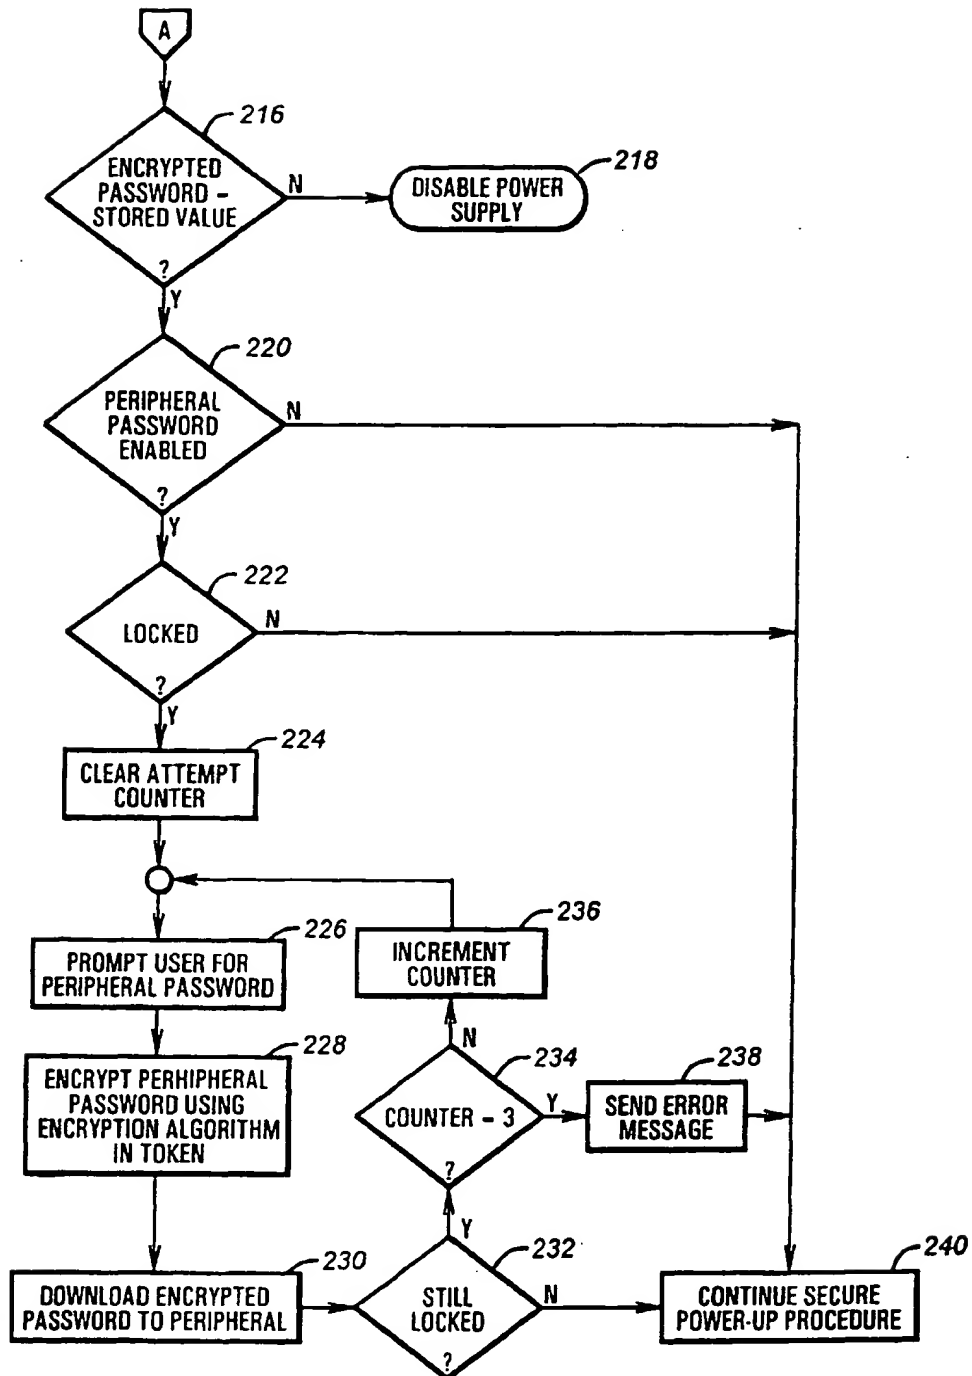 A
216
ENCRYPTED
PASSWORD –
STORED VALUE
?
N
218
DISABLE POWER
SUPPLY
Y
220
PERIPHERAL
PASSWORD
ENABLED
?
N
Y
222
LOCKED
?
N
Y
224
CLEAR ATTEMPT
COUNTER
226
PROMPT USER FOR
PERIPHERAL PASSWORD
236
INCREMENT
COUNTER
N
228
ENCRYPT PERHIPHERAL
PASSWORD USING
ENCRYPTION ALGORITHM
IN TOKEN
234
COUNTER – 3
?
Y
238
SEND ERROR
MESSAGE
Y
230
DOWNLOAD ENCRYPTED
PASSWORD TO PERIPHERAL
232
STILL
LOCKED
?
N
240
CONTINUE SECURE
POWER-UP PROCEDURE